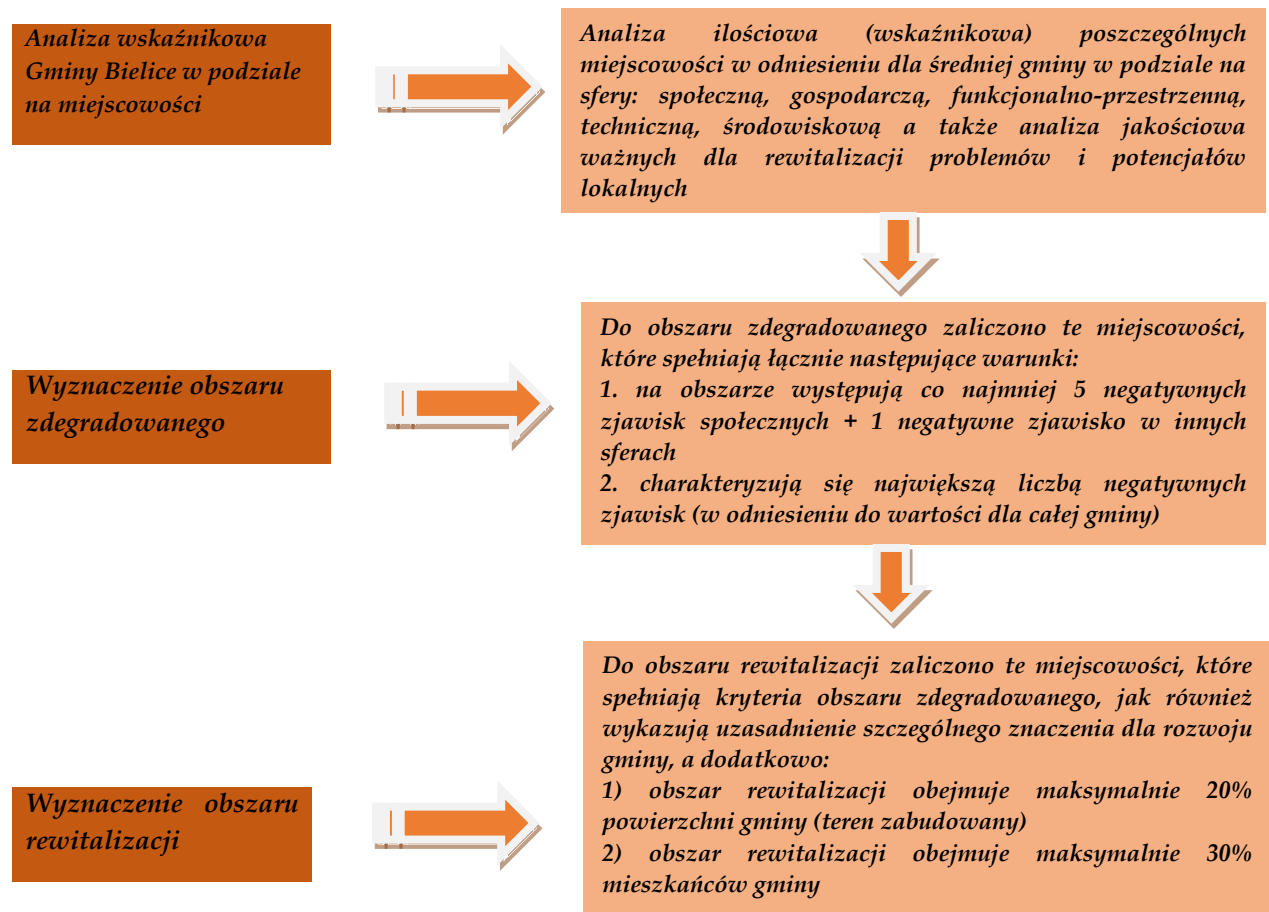 Analiza wskaźnikowa
Gminy Bielice w podziale
na miejscowości
Analiza ilościowa (wskaźnikowa) poszczególnych
miejscowości w odniesieniu dla średniej gminy w podziale na
sfery: społeczną, gospodarczą, funkcjonalno-przestrzenną,
techniczną, środowiskową a także analiza jakościowa
ważnych dla rewitalizacji problemów i potencjałów
lokalnych
Wyznaczenie obszaru
zdegradowanego
Do obszaru zdegradowanego zaliczono te miejscowości,
które spełniają łącznie następujące warunki:
1. na obszarze występują co najmniej 5 negatywnych
zjawisk społecznych + 1 negatywne zjawisko w innych
sferach
2. charakteryzują się największą liczbą negatywnych
zjawisk (w odniesieniu do wartości dla całej gminy)
Wyznaczenie obszaru
rewitalizacji
Do obszaru rewitalizacji zaliczono te miejscowości, które
spełniają kryteria obszaru zdegradowanego, jak również
wykazują uzasadnienie szczególnego znaczenia dla rozwoju
gminy, a dodatkowo:
1) obszar rewitalizacji obejmuje maksymalnie 20%
powierzchni gminy (teren zabudowany)
2) obszar rewitalizacji obejmuje maksymalnie 30%
mieszkańców gminy